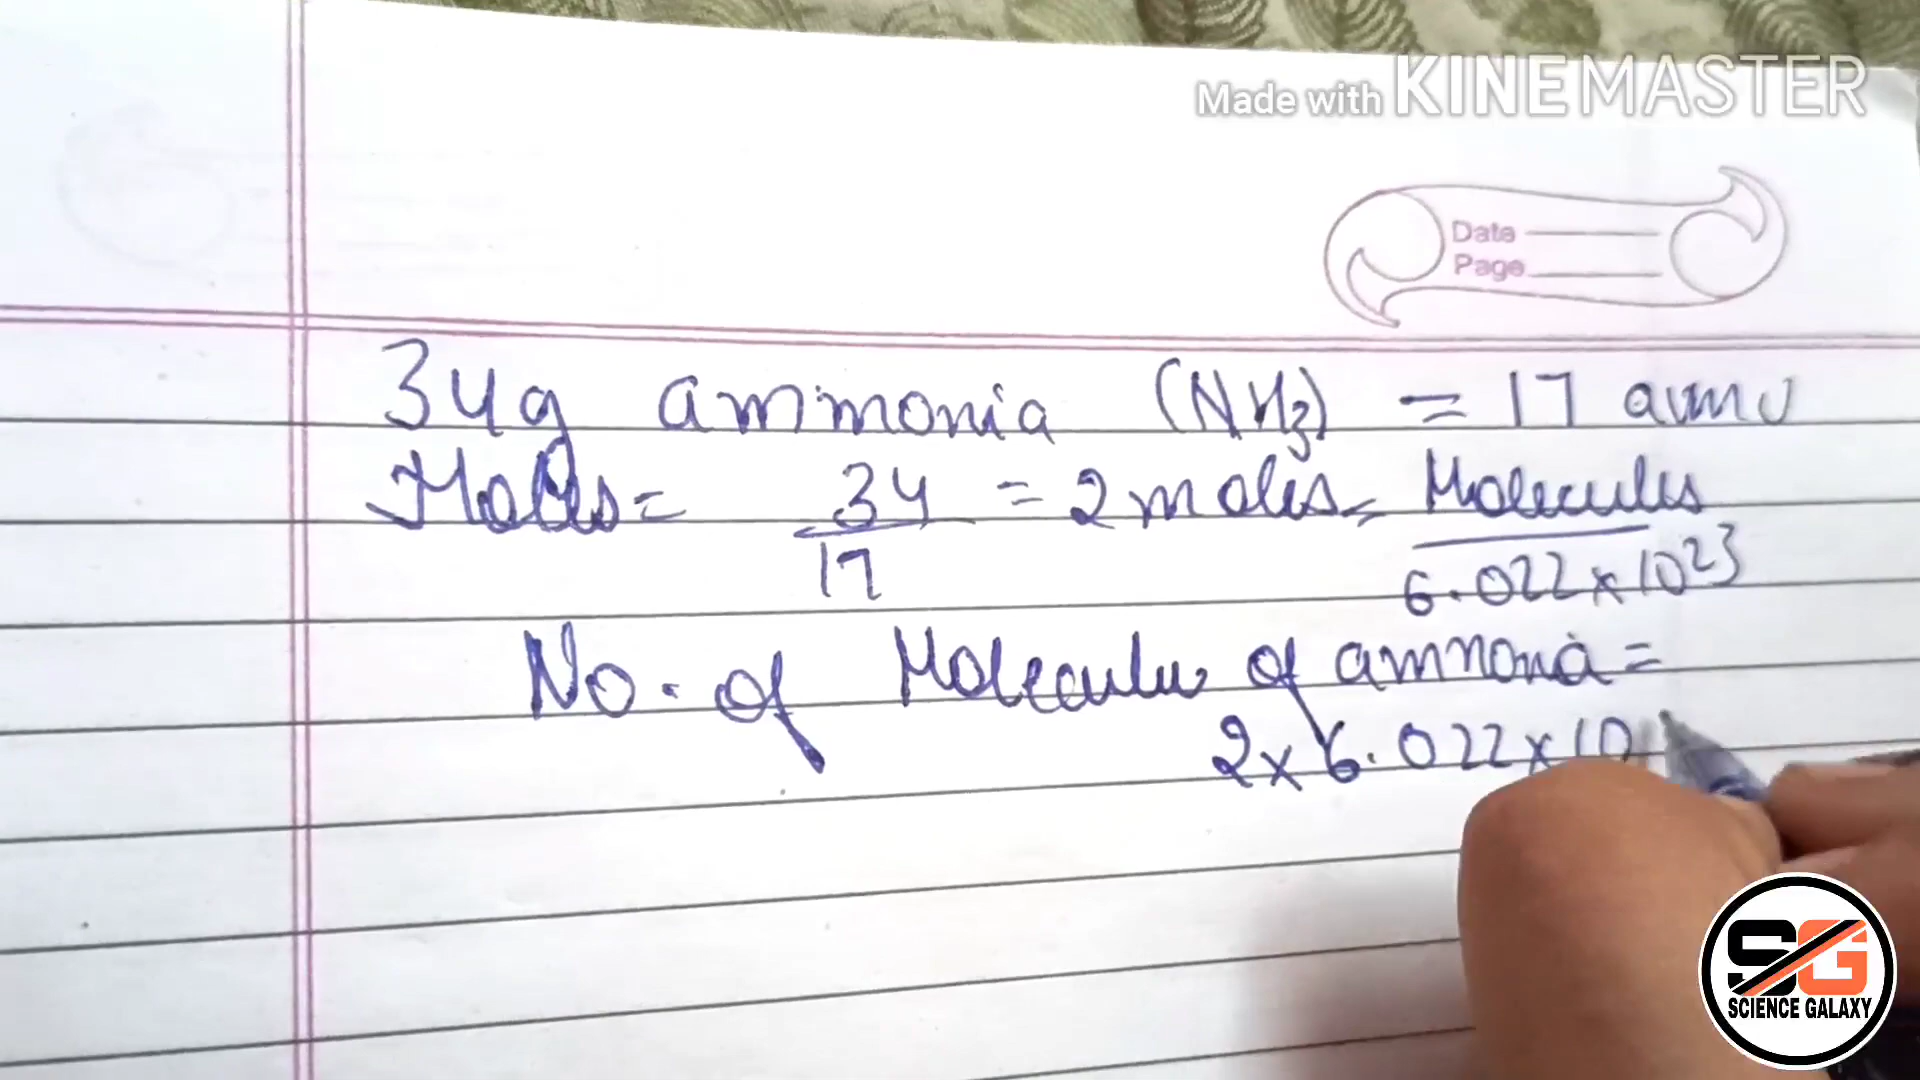 Made with KINEMASTER
Date
Page
34g ammonia (NH3) = 17 amu
Moles = 34/17 = 2 moles = Molecules / 6.022 x 10^23
No. of Molecules of ammonia =
2 x 6.022 x 10
SG
SCIENCE GALAXY